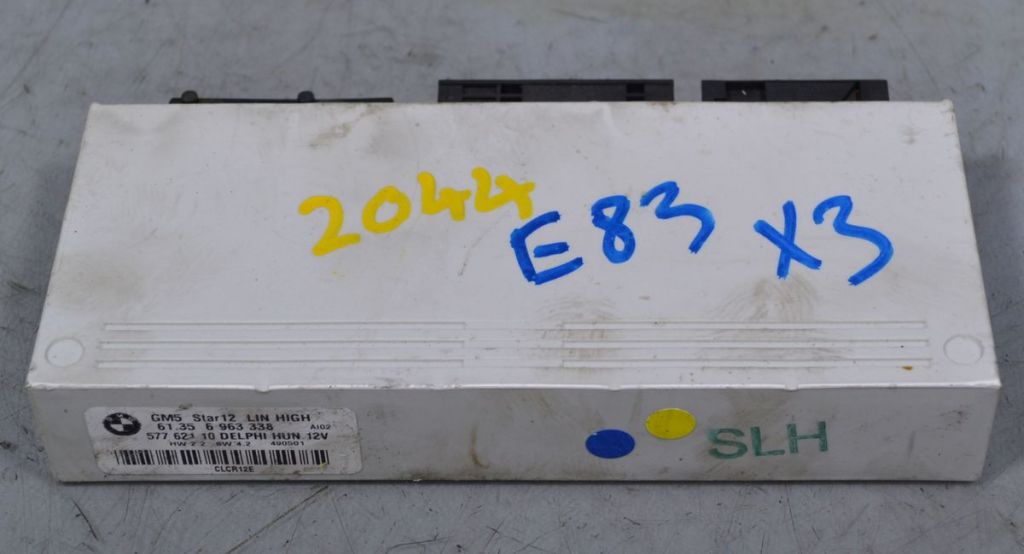 2044
E83 X3
GM5 Star12 LIN HIGH
61.35 6 963 338 AI02
577 621 10 DELPHI HUN. 12V
HW 2.2 SW 4.2 490501
CLCR12E
SLH